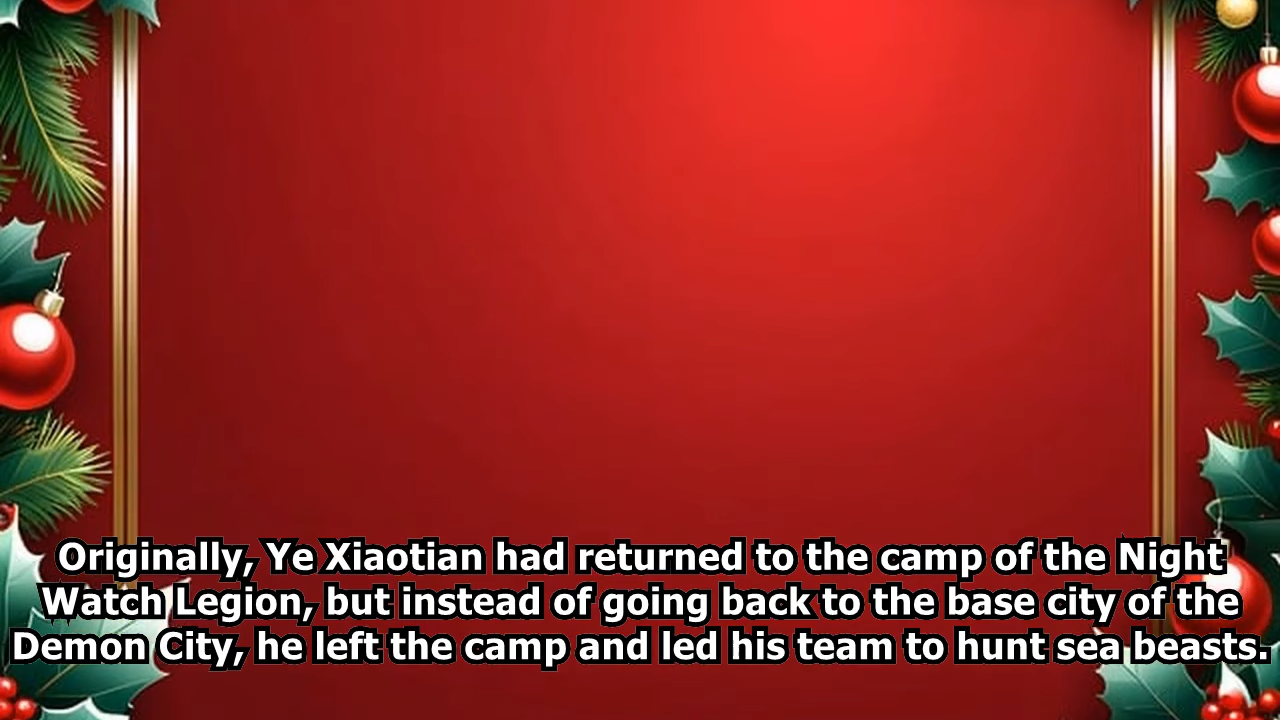 Originally, Ye Xiaotian had returned to the camp of the Night
Watch Legion, but instead of going back to the base city of the
Demon City, he left the camp and led his team to hunt sea beasts.